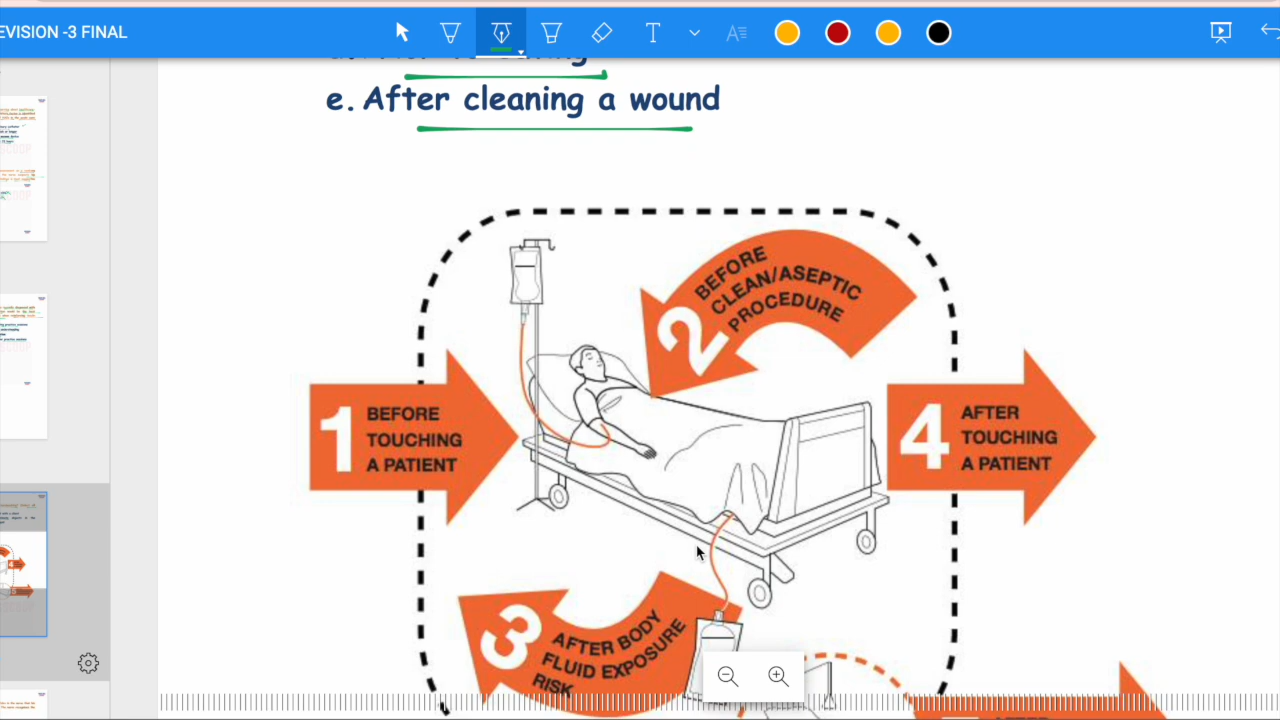 EVISION -3 FINAL
e. After cleaning a wound
2 BEFORE
CLEAN/ASEPTIC
PROCEDURE
1 BEFORE
TOUCHING
A PATIENT
4 AFTER
TOUCHING
A PATIENT
3 AFTER BODY
FLUID EXPOSURE
RISK